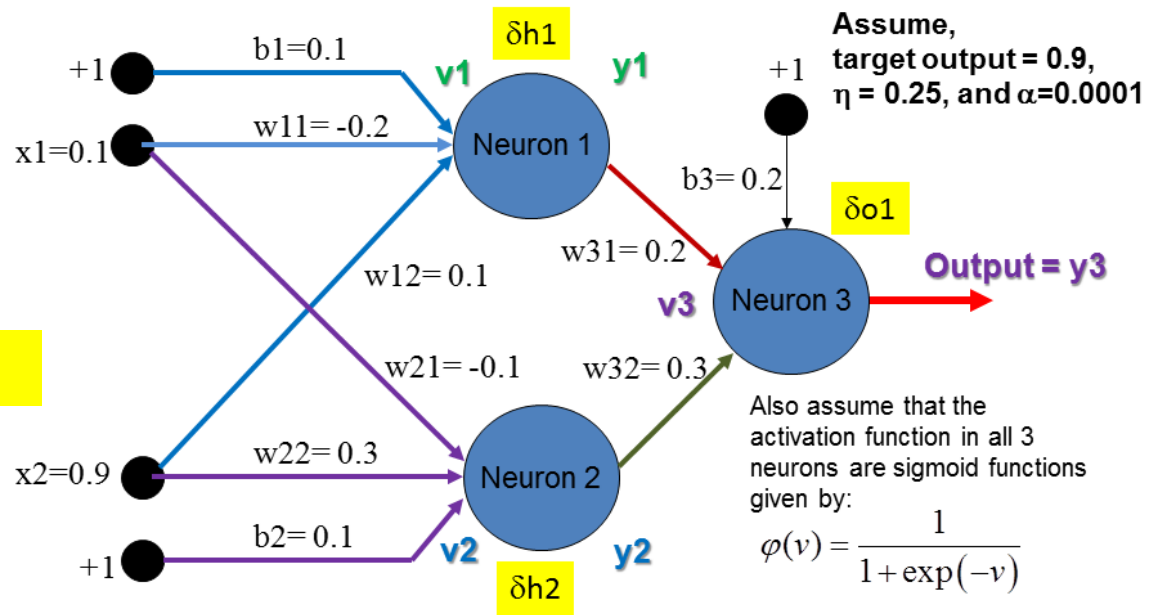 δh1
b1=0.1
+1
v1
y1
Assume,
target output = 0.9,
η = 0.25, and α=0.0001
+1
w11= -0.2
x1=0.1
Neuron 1
b3= 0.2
δo1
w31= 0.2
w12= 0.1
Output = y3
v3
Neuron 3
w21= -0.1
w32= 0.3
Also assume that the
activation function in all 3
neurons are sigmoid functions
given by:
φ(v) = 1 / (1 + exp(−v))
x2=0.9
w22= 0.3
Neuron 2
b2= 0.1
+1
v2
y2
δh2